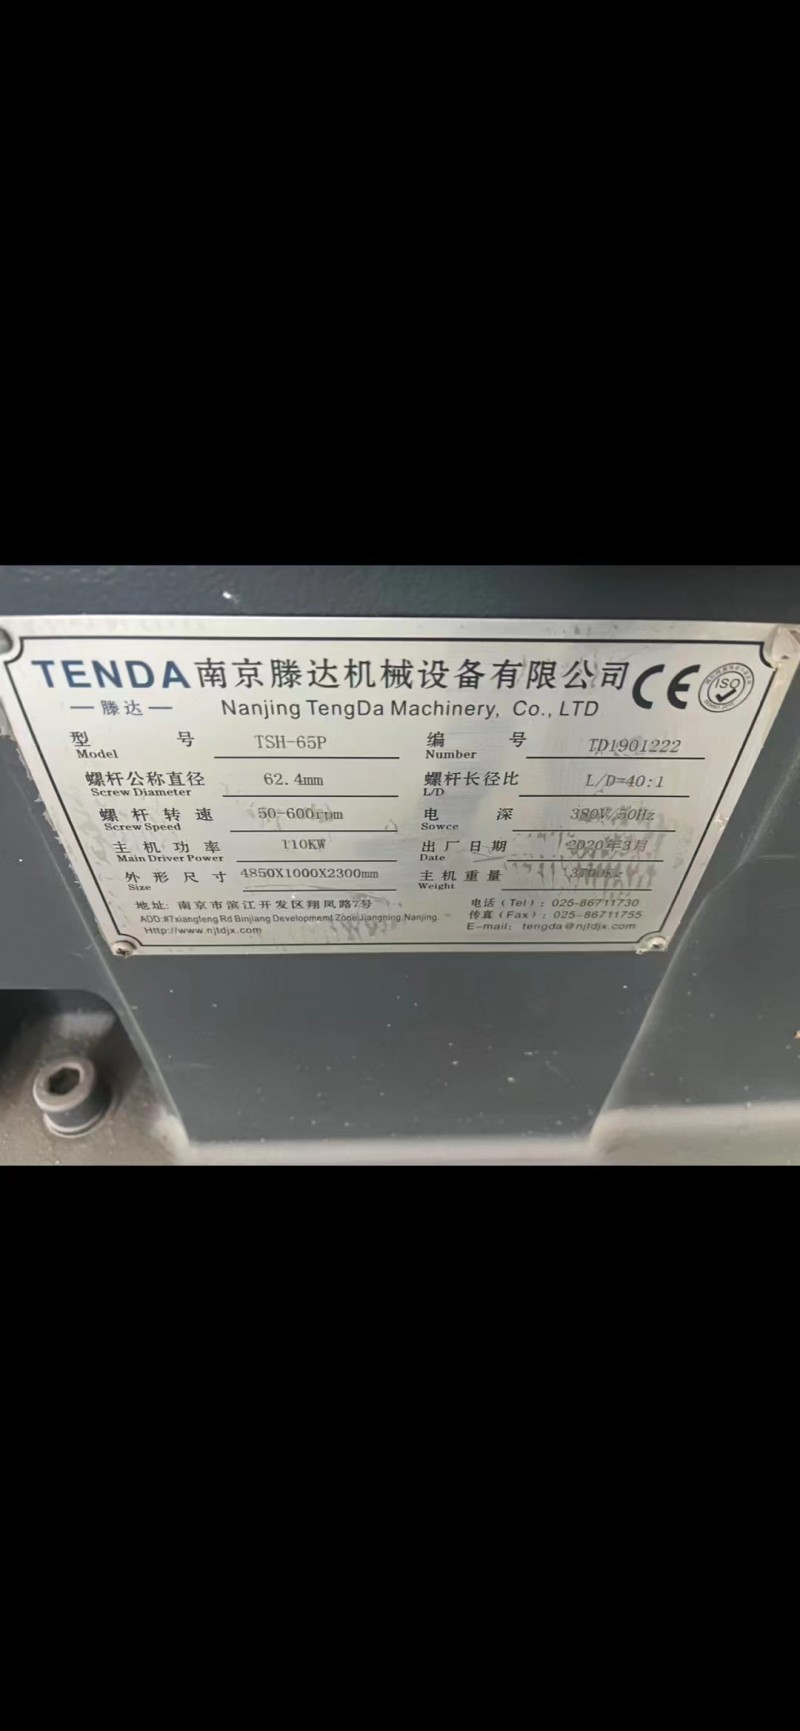 TENDA 南京滕达机械设备有限公司 CE ISO
—滕达— Nanjing TengDa Machinery, Co., LTD
型号 Model TSH-65P 编号 Number TD1901222
螺杆公称直径 Screw Diameter 62.4mm 螺杆长径比 L/D L/D=40:1
螺杆转速 Screw Speed 50-600rpm 电深 Sowce 380V/50Hz
主机功率 Main Driver Power 110KW 出厂日期 Date 2020年3月
外形尺寸 Size 4850X1000X2300mm 主机重量 Weight
地址: 南京市滨江开发区翔凤路7号 电话（Tel）: 025-86711730
ADD:#7xiangfeng Rd Binjiang Development Zone Jiangning Nanjing. 传真（Fax）: 025-86711755
Http://www.njtdjx.com E-mail: tengda@njtdjx.com